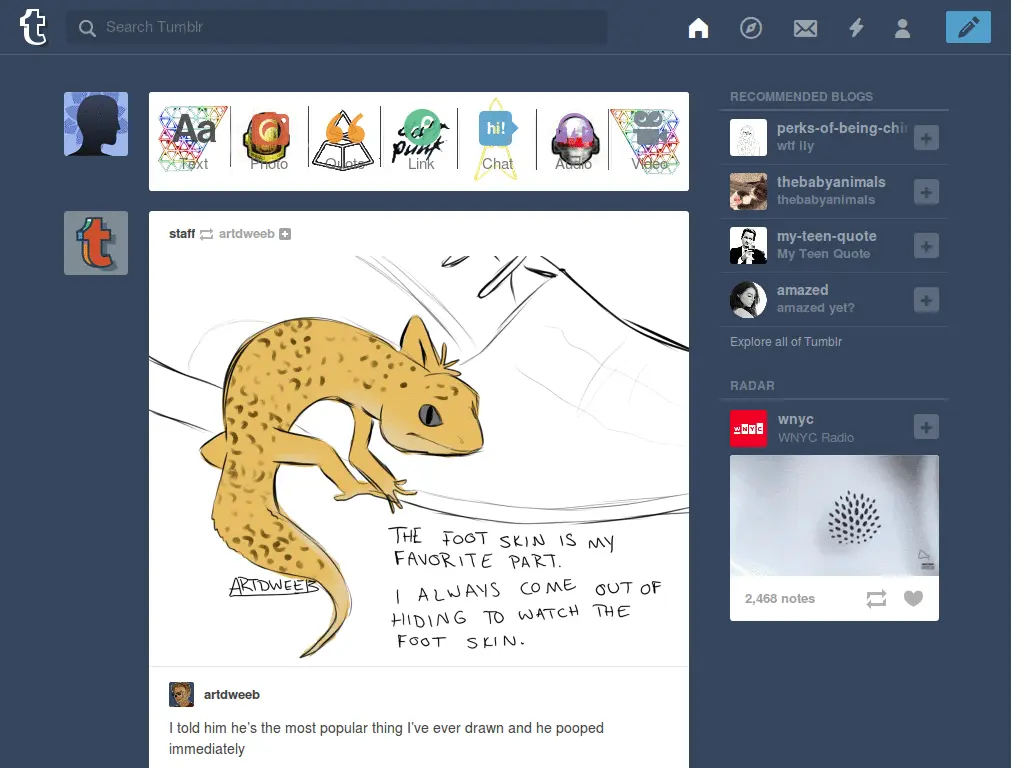 t
Search Tumblr
Aa
hi!
Text
Photo
Quote
Link
Chat
Audio
Video
staff artdweeb
THE FOOT SKIN IS MY
FAVORITE PART.
I ALWAYS COME OUT OF
HIDING TO WATCH THE
FOOT SKIN.
ARTDWEEB
artdweeb
I told him he's the most popular thing I've ever drawn and he pooped
immediately
RECOMMENDED BLOGS
perks-of-being-chi
wtf lly
thebabyanimals
thebabyanimals
my-teen-quote
My Teen Quote
amazed
amazed yet?
Explore all of Tumblr
RADAR
WNYC
wnyc
WNYC Radio
2,468 notes